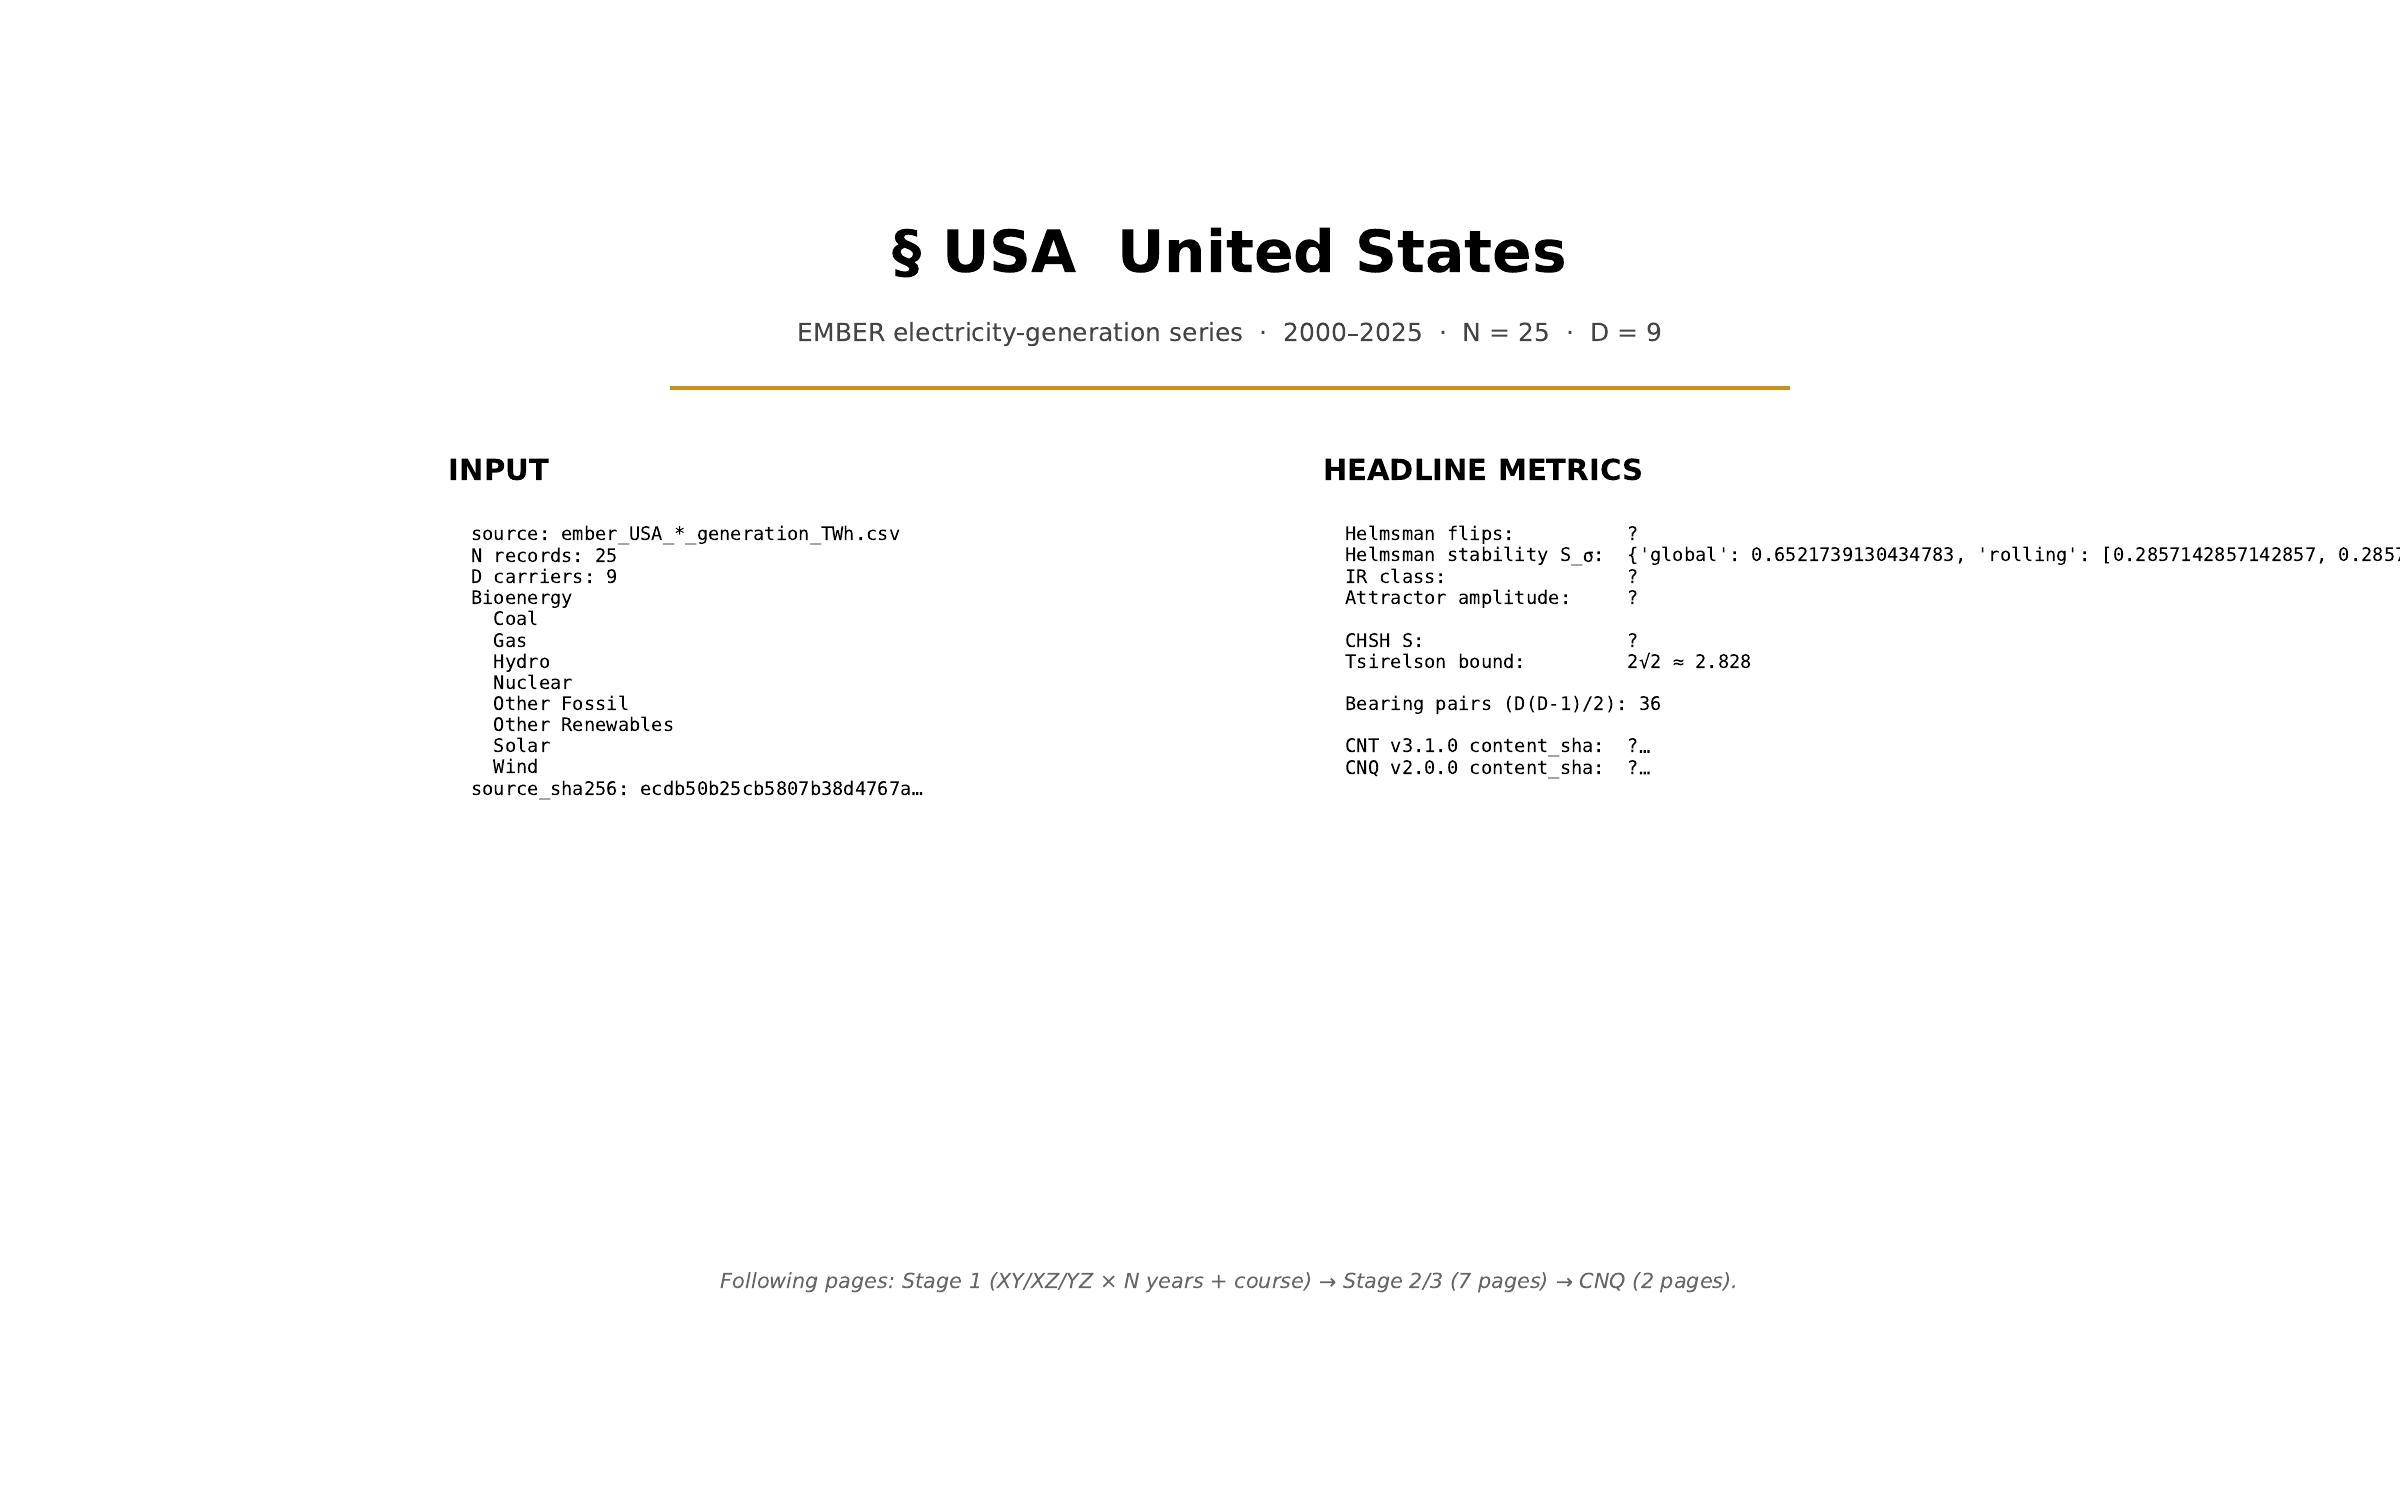 § USA  United States
EMBER electricity-generation series · 2000–2025 · N = 25 · D = 9
INPUT
source: ember_USA_*_generation_TWh.csv
N records: 25
D carriers: 9
Bioenergy
Coal
Gas
Hydro
Nuclear
Other Fossil
Other Renewables
Solar
Wind
source_sha256: ecdb50b25cb5807b38d4767a…
HEADLINE METRICS
Helmsman flips: ?
Helmsman stability S_σ: {'global': 0.6521739130434783, 'rolling': [0.2857142857142857, 0.2857
IR class: ?
Attractor amplitude: ?
CHSH S: ?
Tsirelson bound: 2√2 ≈ 2.828
Bearing pairs (D(D-1)/2): 36
CNT v3.1.0 content_sha: ?…
CNQ v2.0.0 content_sha: ?…
Following pages: Stage 1 (XY/XZ/YZ × N years + course) → Stage 2/3 (7 pages) → CNQ (2 pages).